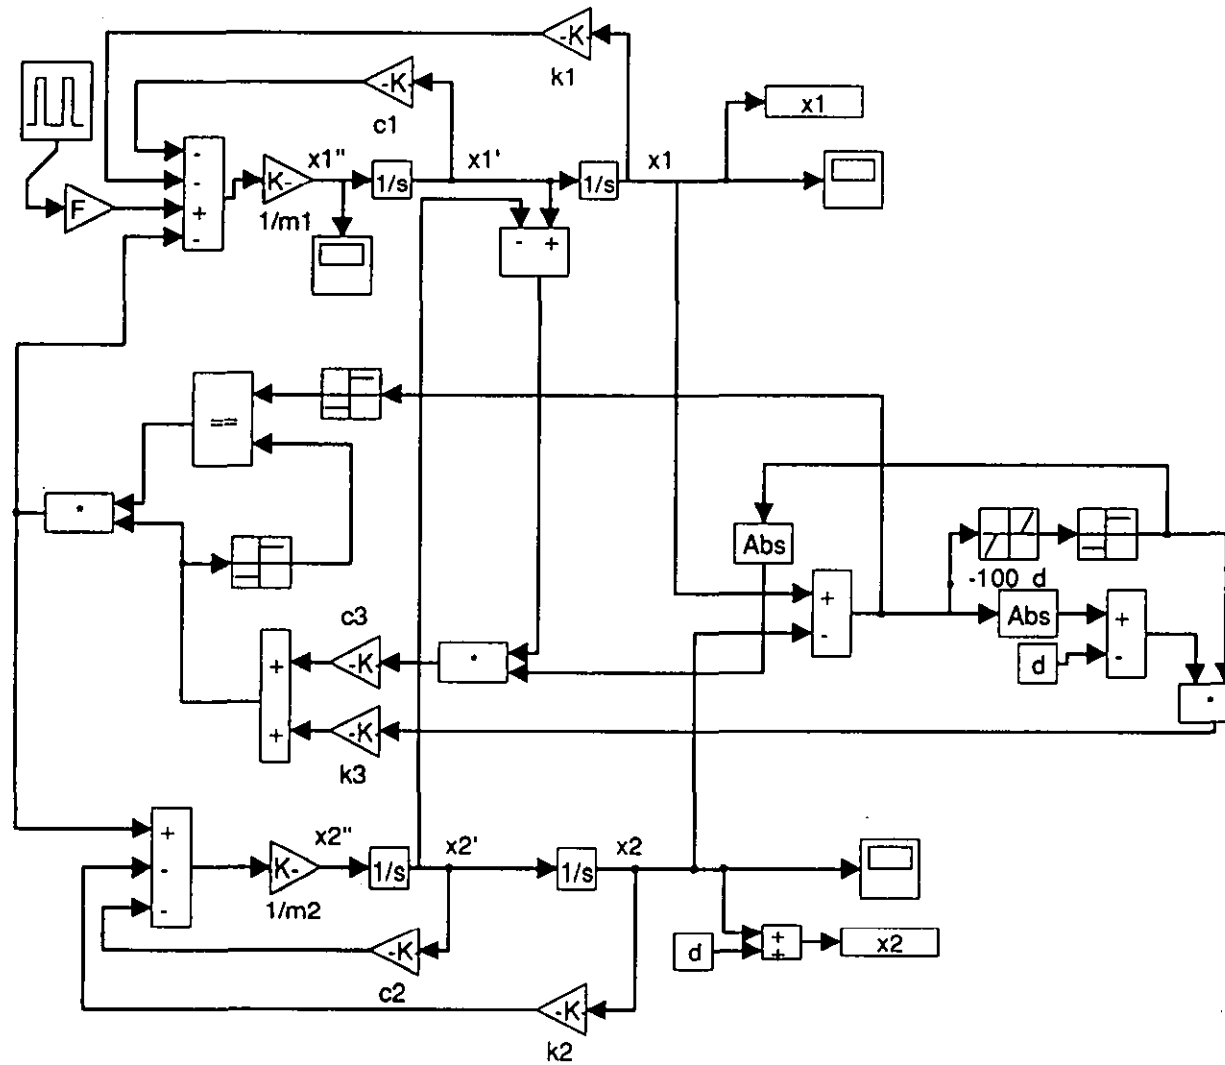 -K
k1
-K
c1
x1
x1"
x1'
x1
-
-
+
-
K-
1/s
1/s
F
1/m1
- +
==
*
Abs
-100 d
+
-
Abs
+
-
d
c3
-K
*
*
+
+
-K
k3
x2"
x2'
x2
+
-
-
K-
1/s
1/s
1/m2
-K
c2
d
+
+
x2
-K
k2